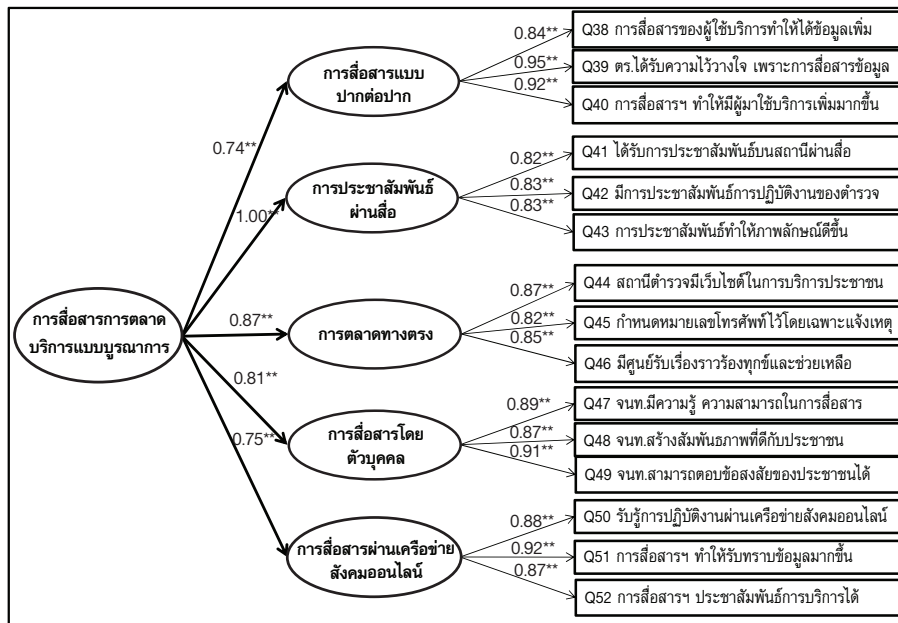 การสื่อสารการตลาด
บริการแบบบูรณาการ
0.74**
1.00**
0.87**
0.81**
0.75**
การสื่อสารแบบ
ปากต่อปาก
0.84**
0.95**
0.92**
Q38 การสื่อสารของผู้ใช้บริการทำให้ได้ข้อมูลเพิ่ม
Q39 ตร.ได้รับความไว้วางใจ เพราะการสื่อสารข้อมูล
Q40 การสื่อสารฯ ทำให้มีผู้มาใช้บริการเพิ่มมากขึ้น
การประชาสัมพันธ์
ผ่านสื่อ
0.82**
0.83**
0.83**
Q41 ได้รับการประชาสัมพันธ์บนสถานีผ่านสื่อ
Q42 มีการประชาสัมพันธ์การปฏิบัติงานของตำรวจ
Q43 การประชาสัมพันธ์ทำให้ภาพลักษณ์ดีขึ้น
การตลาดทางตรง
0.87**
0.82**
0.85**
Q44 สถานีตำรวจมีเว็บไซต์ในการบริการประชาชน
Q45 กำหนดหมายเลขโทรศัพท์ไว้โดยเฉพาะแจ้งเหตุ
Q46 มีศูนย์รับเรื่องราวร้องทุกข์และช่วยเหลือ
การสื่อสารโดย
ตัวบุคคล
0.89**
0.87**
0.91**
Q47 จนท.มีความรู้ ความสามารถในการสื่อสาร
Q48 จนท.สร้างสัมพันธภาพที่ดีกับประชาชน
Q49 จนท.สามารถตอบข้อสงสัยของประชาชนได้
การสื่อสารผ่านเครือข่าย
สังคมออนไลน์
0.88**
0.92**
0.87**
Q50 รับรู้การปฏิบัติงานผ่านเครือข่ายสังคมออนไลน์
Q51 การสื่อสารฯ ทำให้รับทราบข้อมูลมากขึ้น
Q52 การสื่อสารฯ ประชาสัมพันธ์การบริการได้